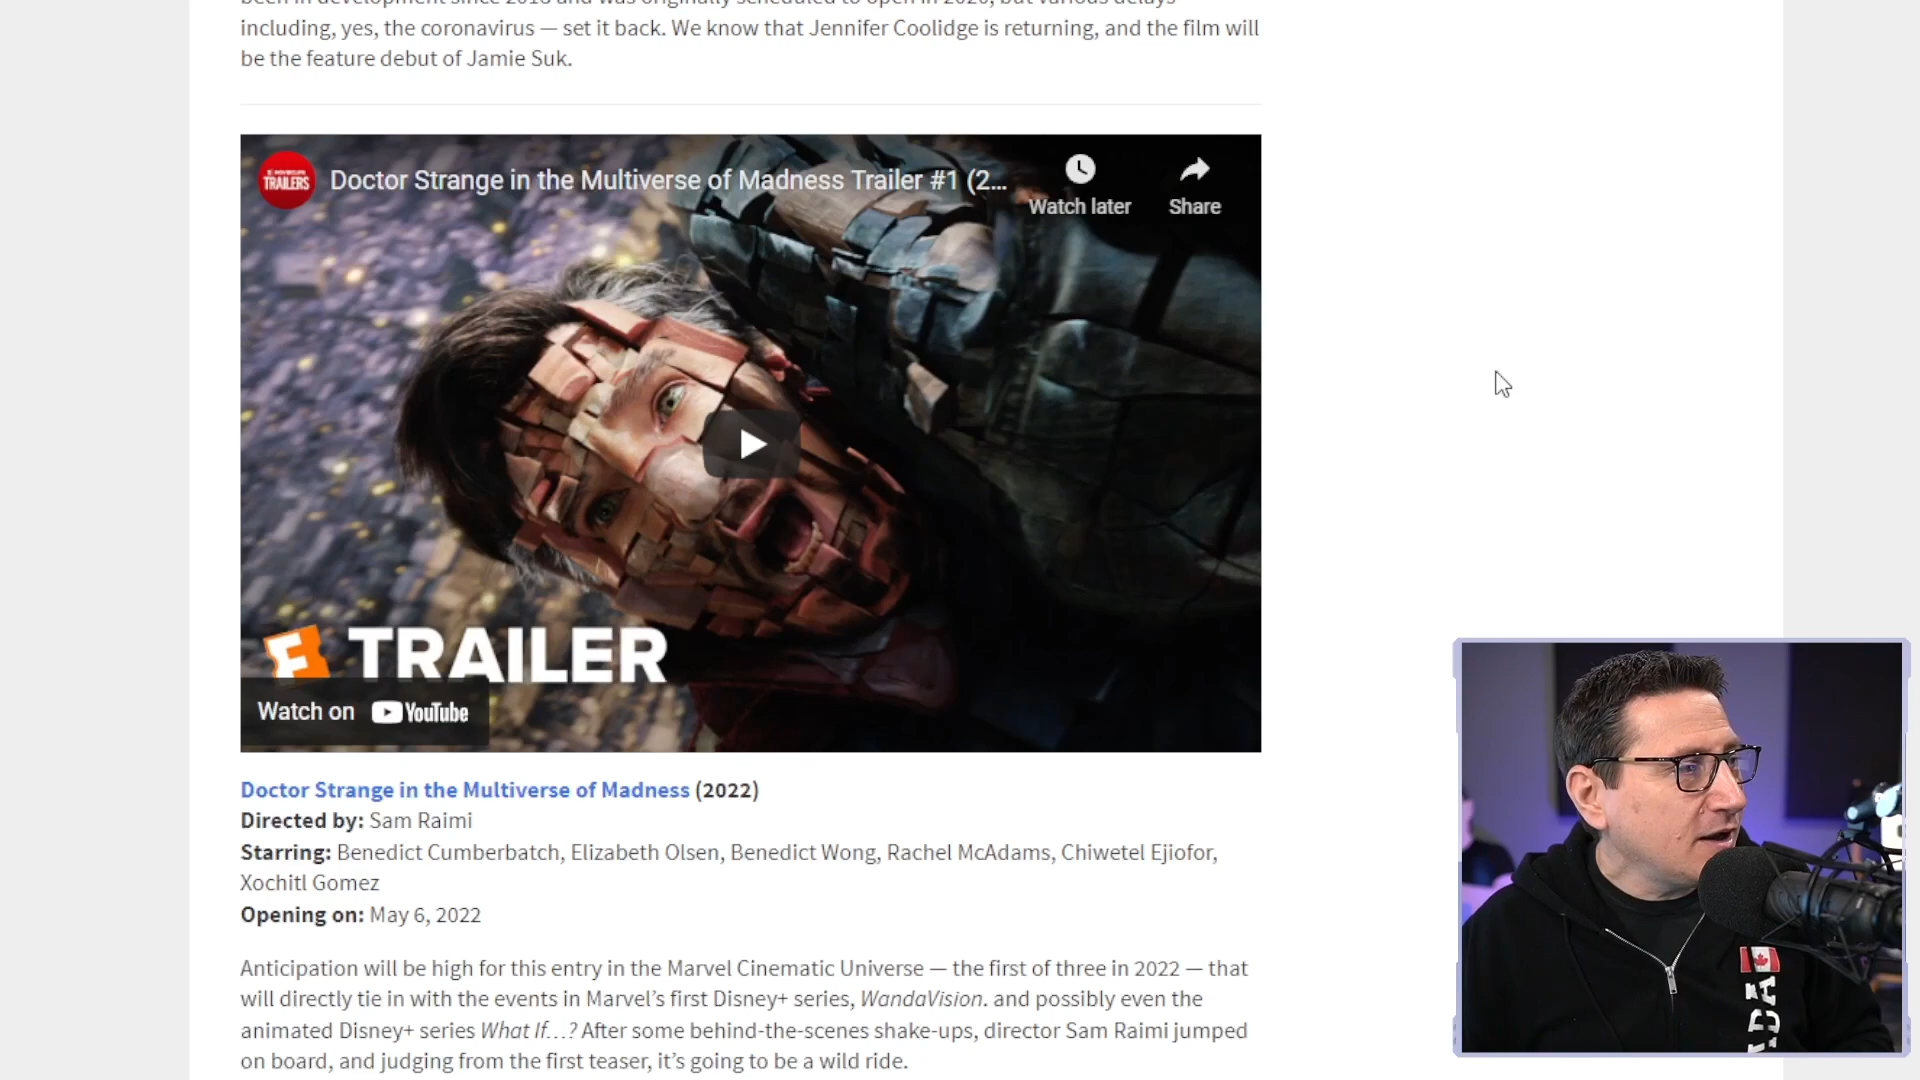 including, yes, the coronavirus — set it back. We know that Jennifer Coolidge is returning, and the film will
be the feature debut of Jamie Suk.
TRAILERS
Doctor Strange in the Multiverse of Madness Trailer #1 (2...
Watch later
Share
TRAILER
Watch on YouTube
Doctor Strange in the Multiverse of Madness (2022)
Directed by: Sam Raimi
Starring: Benedict Cumberbatch, Elizabeth Olsen, Benedict Wong, Rachel McAdams, Chiwetel Ejiofor,
Xochitl Gomez
Opening on: May 6, 2022
Anticipation will be high for this entry in the Marvel Cinematic Universe — the first of three in 2022 — that
will directly tie in with the events in Marvel’s first Disney+ series, WandaVision. and possibly even the
animated Disney+ series What If…? After some behind-the-scenes shake-ups, director Sam Raimi jumped
on board, and judging from the first teaser, it’s going to be a wild ride.